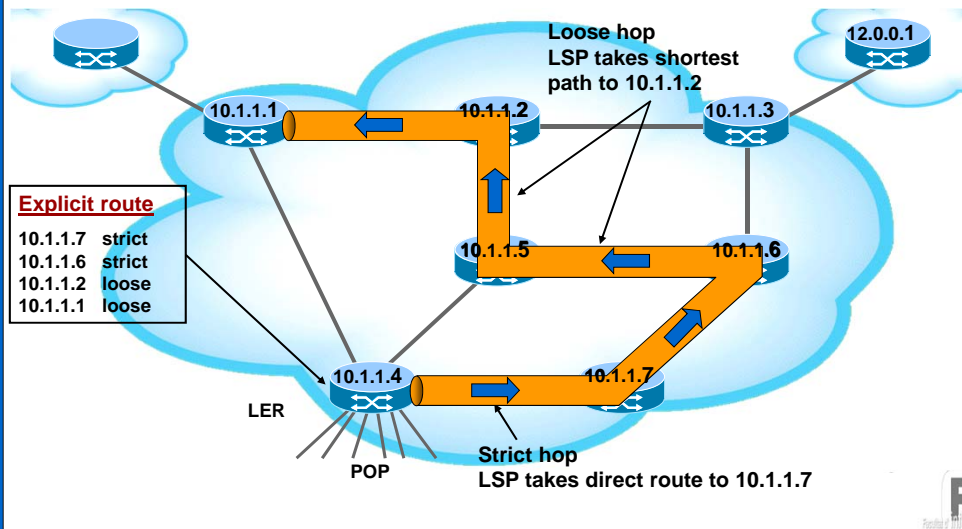 Loose hop
LSP takes shortest
path to 10.1.1.2
12.0.0.1
10.1.1.1
10.1.1.2
10.1.1.3
Explicit route
10.1.1.7 strict
10.1.1.6 strict
10.1.1.2 loose
10.1.1.1 loose
10.1.1.5
10.1.1.6
10.1.1.4
10.1.1.7
LER
POP
Strict hop
LSP takes direct route to 10.1.1.7